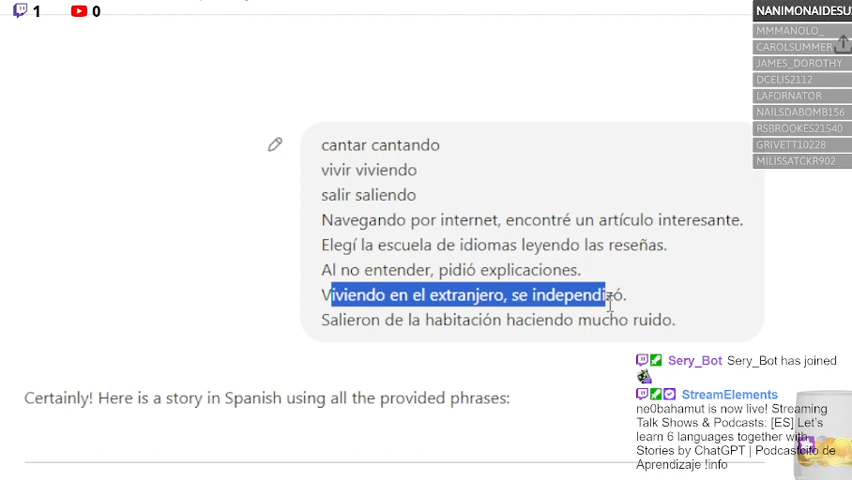 1
0
NANIMONAIDESU
MMMANOLO_
CAROLSUMMER
JAMES_DOROTHY
DCELIS2112
LAFORNATOR
NAILSDABOMB156
RSBROOKES21540
GRIVETT10228
MILISSATCKR902
cantar cantando
vivir viviendo
salir saliendo
Navegando por internet, encontré un artículo interesante.
Elegí la escuela de idiomas leyendo las reseñas.
Al no entender, pidió explicaciones.
Viviendo en el extranjero, se independizó.
Salieron de la habitación haciendo mucho ruido.
Certainly! Here is a story in Spanish using all the provided phrases:
Sery_Bot Sery_Bot has joined
StreamElements
ne0bahamut is now live! Streaming
Talk Shows & Podcasts: [ES] Let's
learn 6 languages together with
Stories by ChatGPT | Podcastcito de
Aprendizaje !info